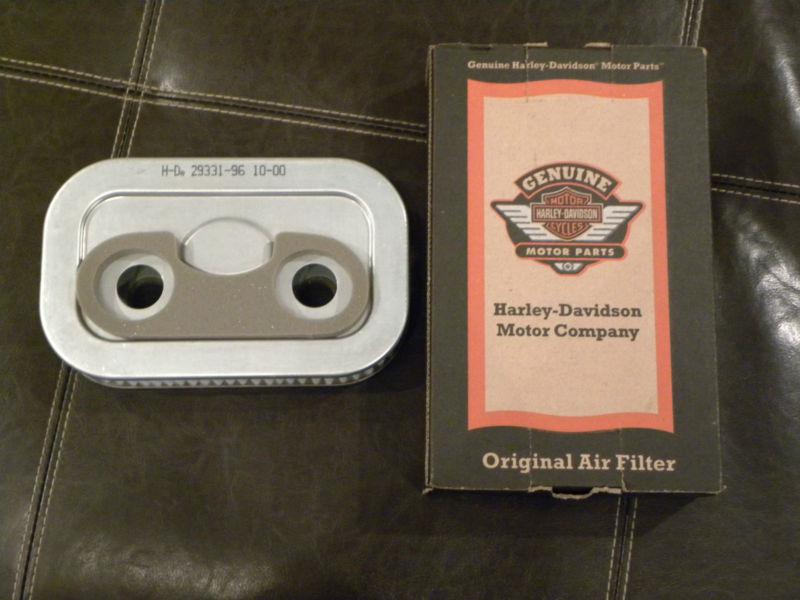 H-D® 29331-96 10-00
Genuine Harley-Davidson® Motor Parts™
GENUINE
MOTOR
HARLEY-DAVIDSON
CYCLES
MOTOR PARTS
Harley-Davidson
Motor Company
Original Air Filter